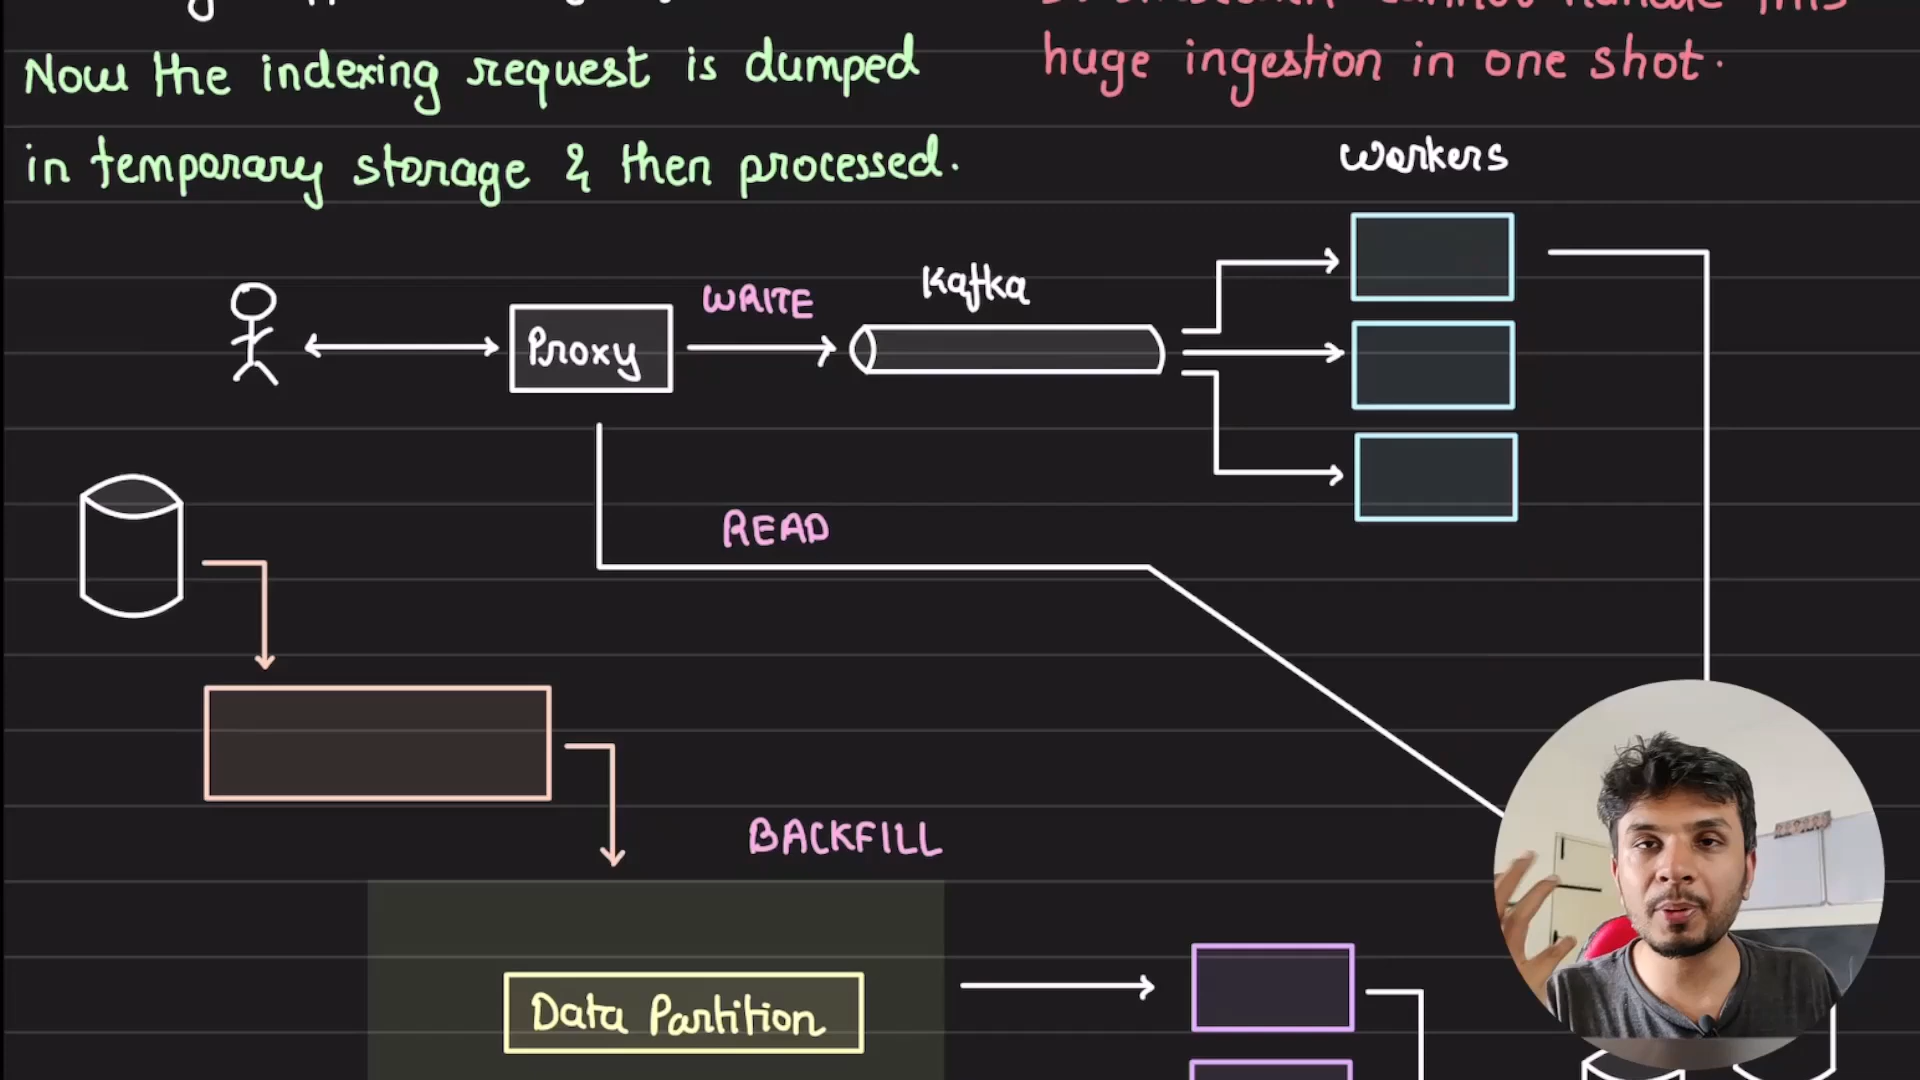 Now the indexing request is dumped
in temporary storage & then processed.
huge ingestion in one shot.
Workers
Kafka
WRITE
Proxy
READ
BACKFILL
Data Partition